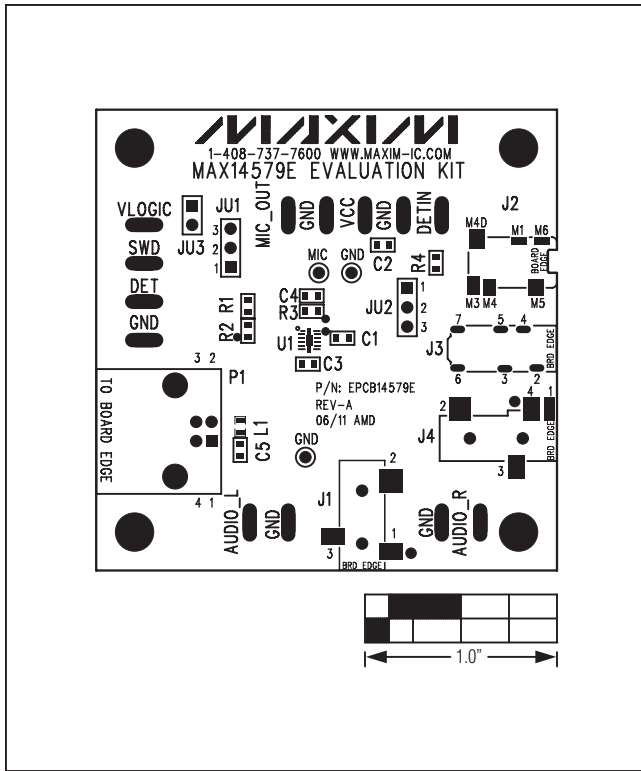 MAXIM
1-408-737-7600 WWW.MAXIM-IC.COM
MAX14579E EVALUATION KIT
VLOGIC
JU3
JU1
3
2
1
MIC_OUT
GND
VCC
GND
DETIN
J2
M4D
M1
M6
BOARD EDGE
M3
M4
M5
SWD
DET
GND
MIC
GND
C2
R4
C4
R3
R1
R2
U1
C1
C3
JU2
1
2
3
J3
7
5
4
6
3
2
BRD EDGE
3 2
P1
TO BOARD EDGE
4 1
L1
C5
P/N: EPCB14579E
REV-A
06/11 AMD
GND
J4
2
4
1
3
BRD EDGE
AUDIO_L
GND
J1
2
1
3
BRD EDGE
GND
AUDIO_R
1.0"